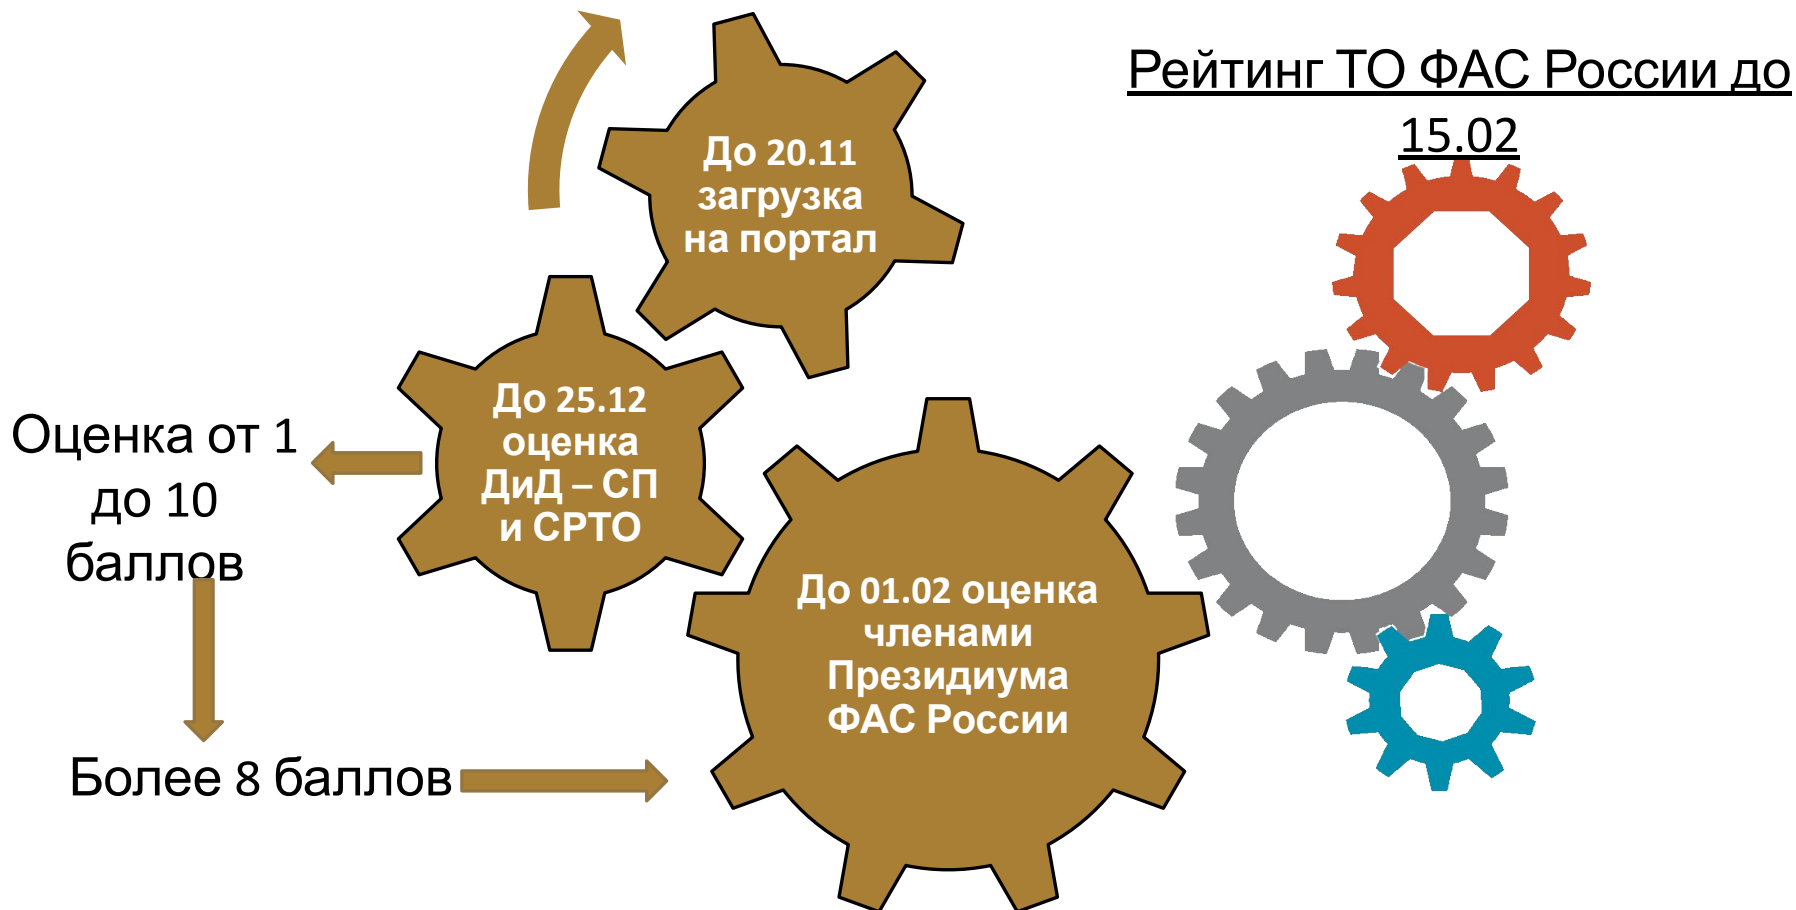 Рейтинг ТО ФАС России до
15.02
До 20.11
загрузка
на портал
До 25.12
оценка
ДиД – СП
и СРТО
Оценка от 1
до 10
баллов
Более 8 баллов
До 01.02 оценка
членами
Президиума
ФАС России